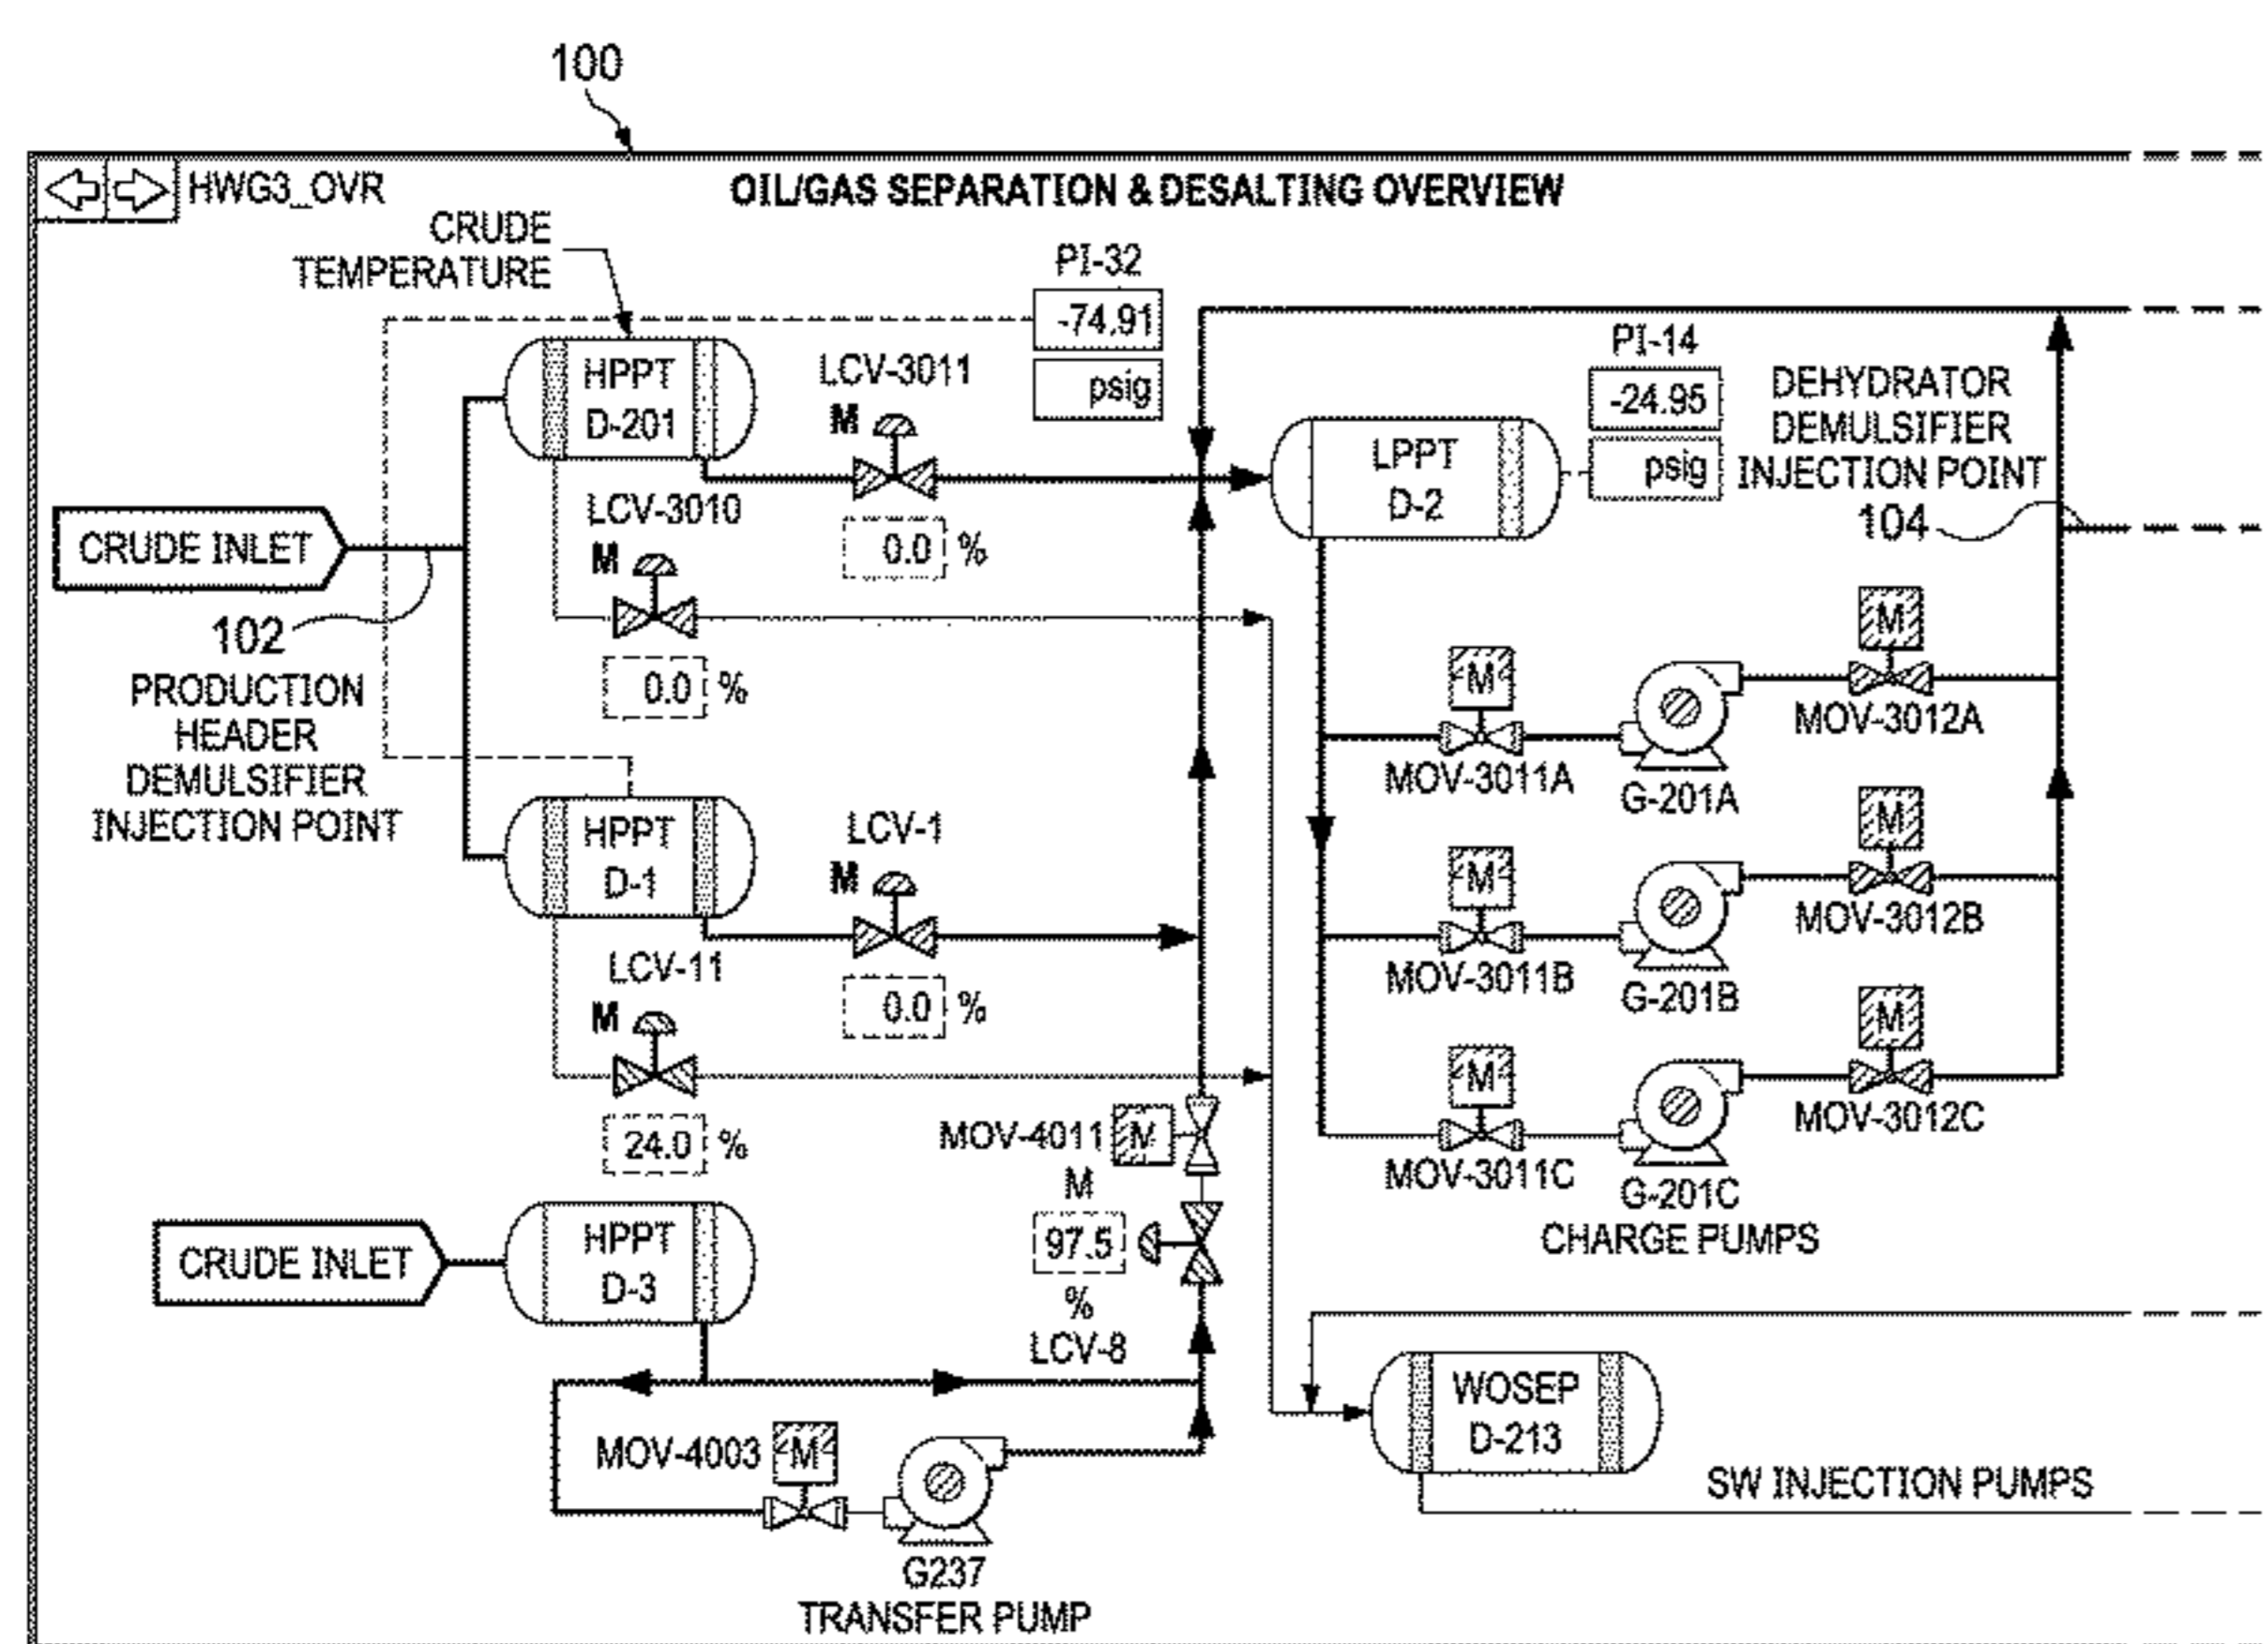 100
HWG3_OVR
OIL/GAS SEPARATION & DESALTING OVERVIEW
CRUDE
TEMPERATURE
PI-32
-74.91
psig
HPPT
D-201
LCV-3011
M
0.0 %
PI-14
-24.95
psig
LPPT
D-2
DEHYDRATOR
DEMULSIFIER
INJECTION POINT
104
CRUDE INLET
LCV-3010
M
0.0 %
102
PRODUCTION
HEADER
DEMULSIFIER
INJECTION POINT
HPPT
D-1
LCV-1
M
0.0 %
LCV-11
M
24.0 %
M
MOV-3011A
G-201A
M
MOV-3012A
M
MOV-3011B
G-201B
M
MOV-3012B
M
MOV-3011C
G-201C
M
MOV-3012C
CHARGE PUMPS
MOV-4011 M
M
97.5
%
LCV-8
CRUDE INLET
HPPT
D-3
MOV-4003 M
G237
TRANSFER PUMP
WOSEP
D-213
SW INJECTION PUMPS